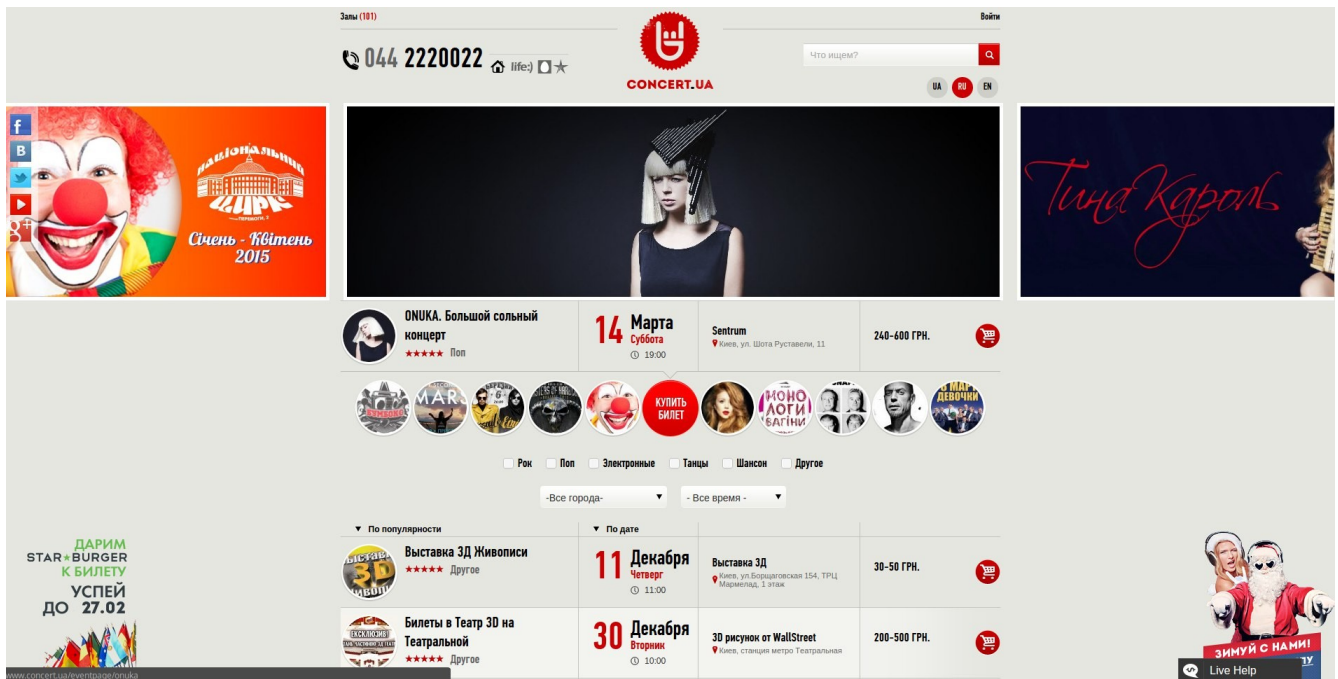 Залы (101)
Войти
044 2220022
life:)
Что ищем?
CONCERT.UA
UA RU EN
НАЦІОНАЛЬНИЙ
ЦИРК
Січень - Квітень
2015
Тина Кароль
ONUKA. Большой сольный
концерт
Поп
14 Марта
Суббота
19:00
Sentrum
Киев, ул. Шота Руставели, 11
240-600 ГРН.
MARS
КУПИТЬ
БИЛЕТ
МОНО
ЛОГИ
ВАГІНИ
ДЕВОЧКИ
Рок Поп Электронные Танцы Шансон Другое
-Все города-
- Все время -
По популярности
По дате
Выставка 3Д Живописи
Другое
11 Декабря
Четверг
11:00
Выставка 3Д
Киев, ул.Борщаговская 154, ТРЦ
Мармелад, 1 этаж
30-50 ГРН.
Билеты в Театр 3D на
Театральной
Другое
30 Декабря
Вторник
10:00
3D рисунок от WallStreet
Киев, станция метро Театральная
200-500 ГРН.
ДАРИМ
STAR★BURGER
К БИЛЕТУ
УСПЕЙ
ДО 27.02
ЗИМУЙ С НАМИ!
Live Help
www.concert.ua/eventpage/onuka